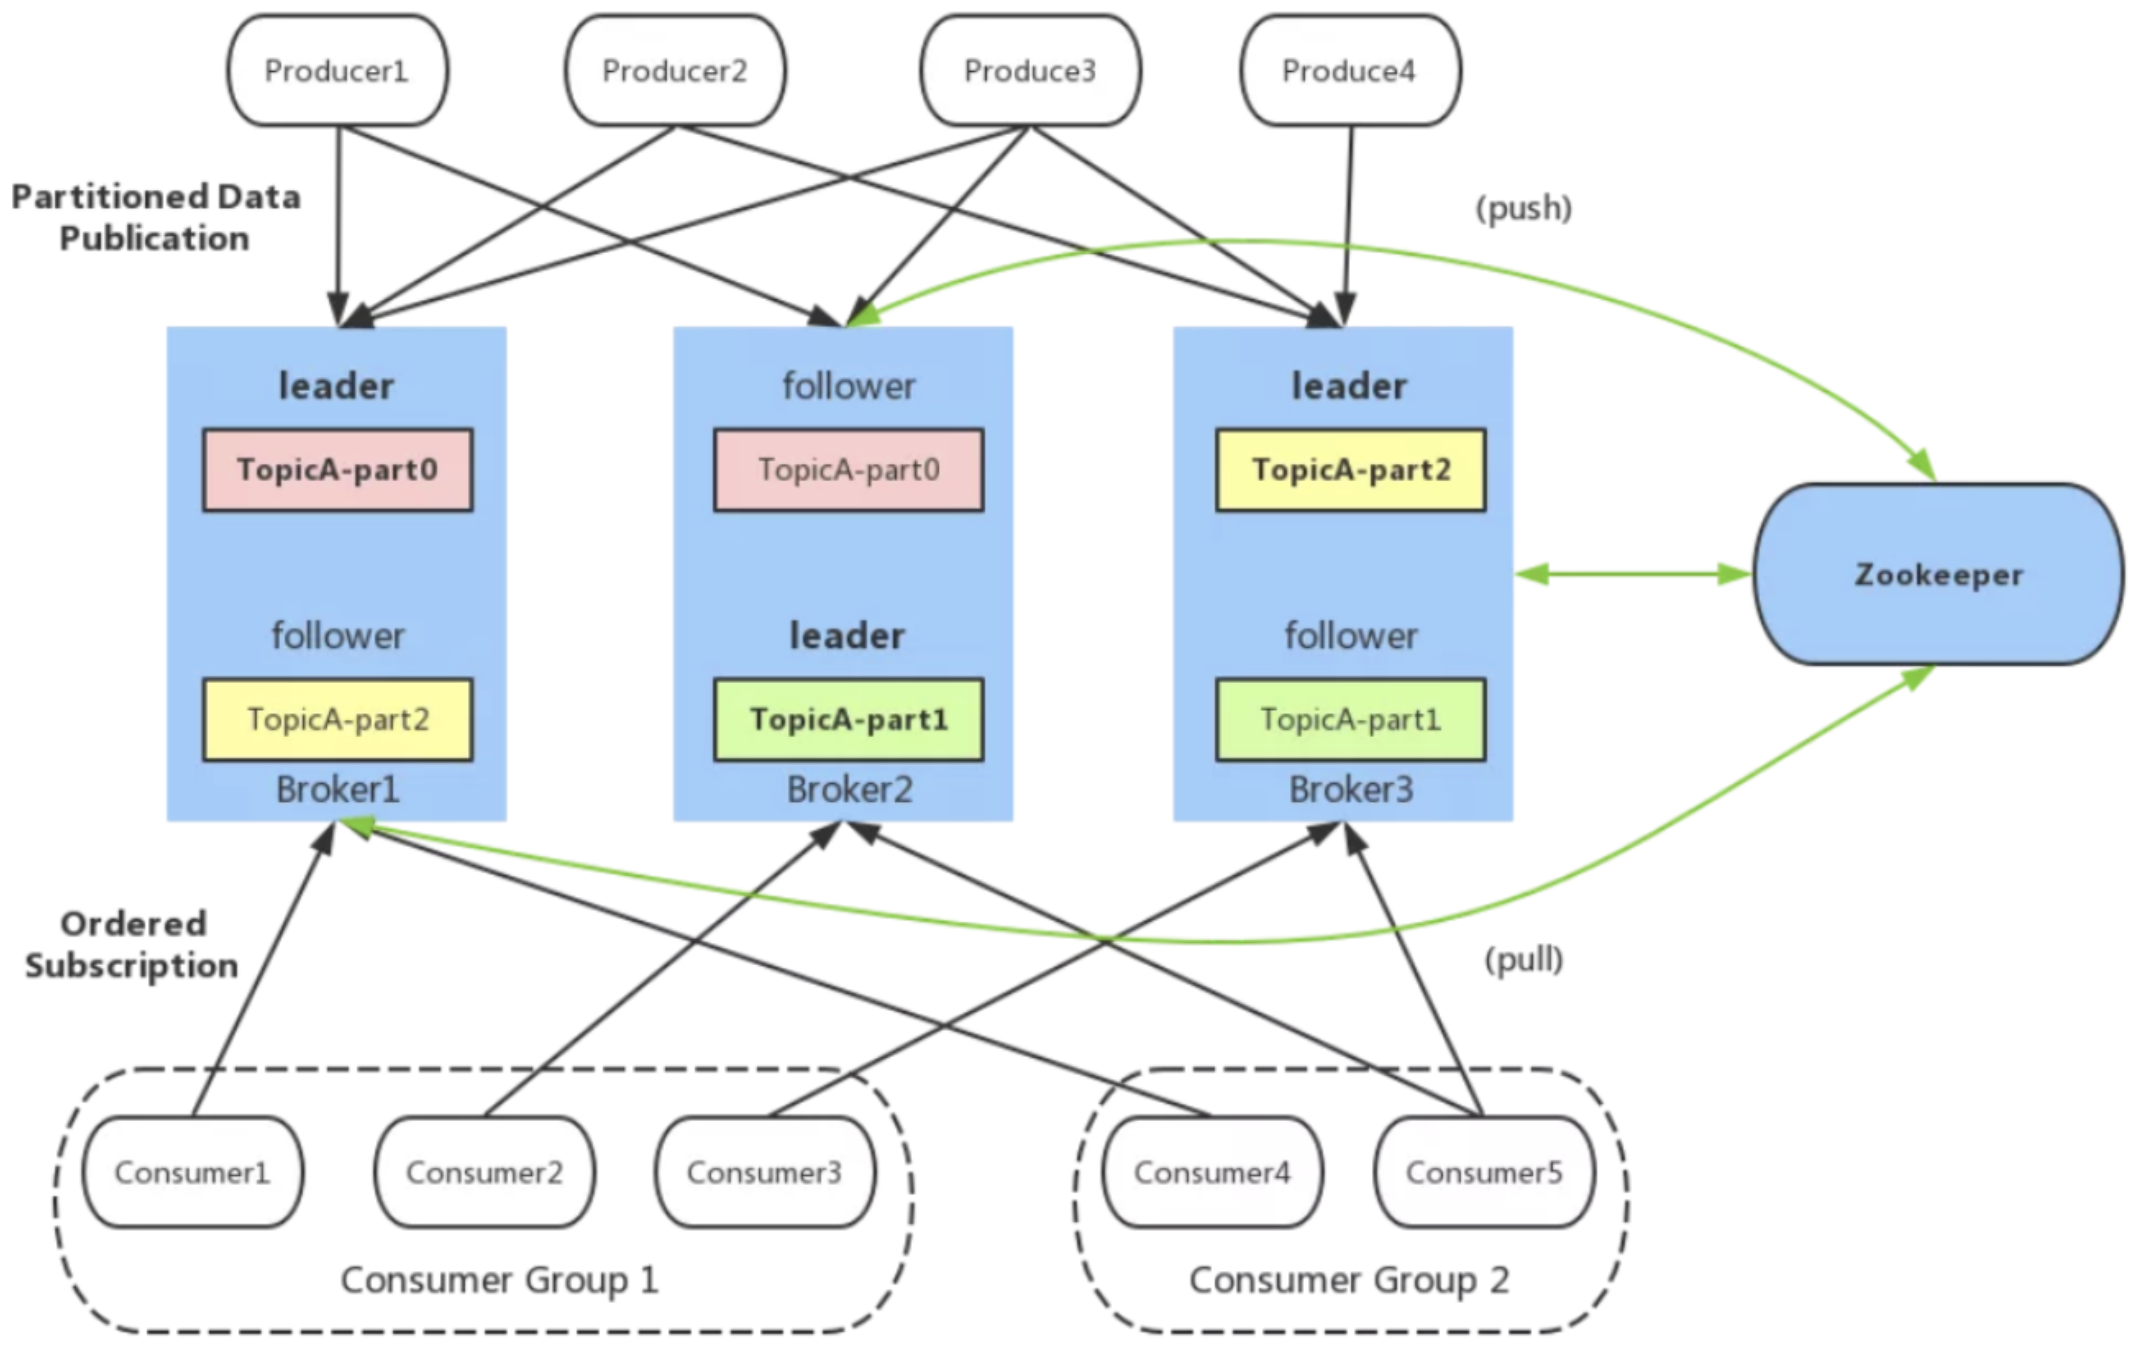 Producer1
Producer2
Produce3
Produce4
Partitioned Data
Publication
(push)
leader
follower
leader
TopicA-part0
TopicA-part0
TopicA-part2
Zookeeper
follower
leader
follower
TopicA-part2
TopicA-part1
TopicA-part1
Broker1
Broker2
Broker3
Ordered
Subscription
(pull)
Consumer1
Consumer2
Consumer3
Consumer4
Consumer5
Consumer Group 1
Consumer Group 2